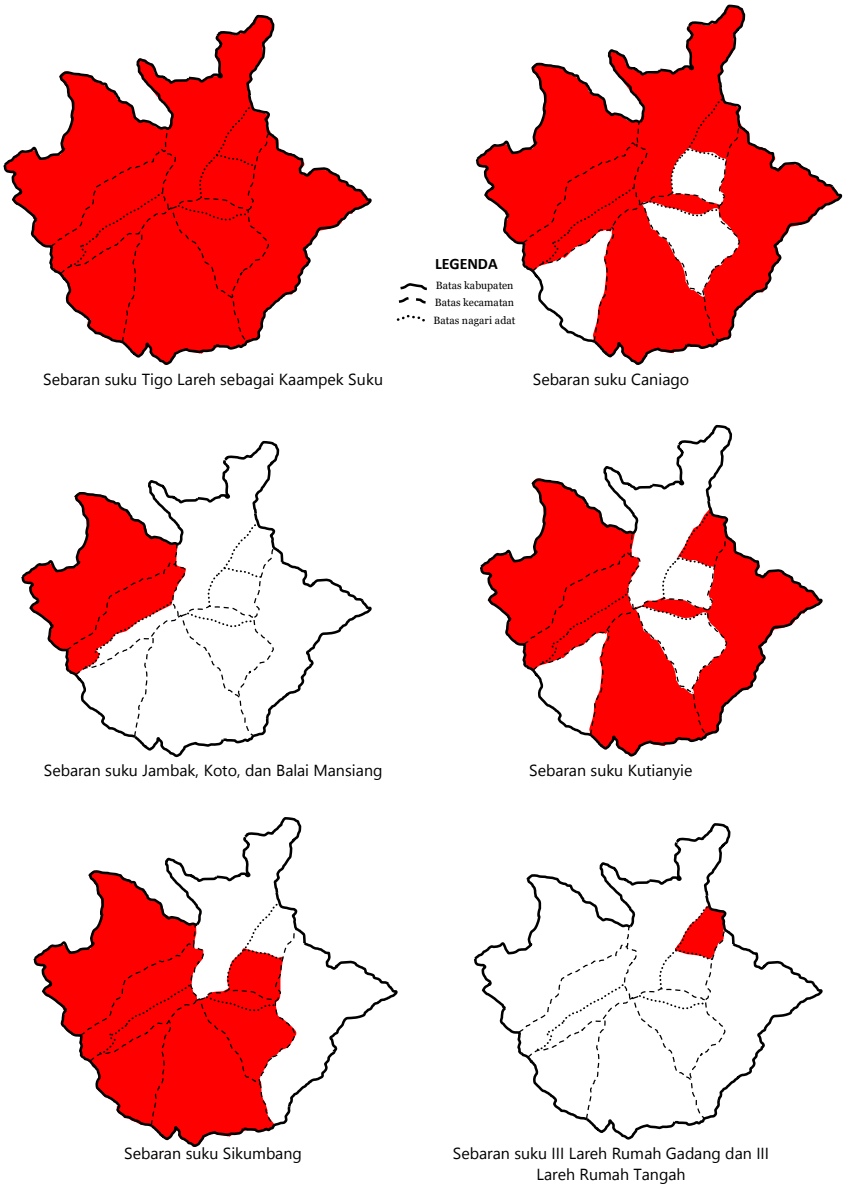 Sebaran suku Tigo Lareh sebagai Kaampek Suku
LEGENDA
Batas kabupaten
Batas kecamatan
Batas nagari adat
Sebaran suku Caniago
Sebaran suku Jambak, Koto, dan Balai Mansiang
Sebaran suku Kutianyie
Sebaran suku Sikumbang
Sebaran suku III Lareh Rumah Gadang dan III
Lareh Rumah Tangah